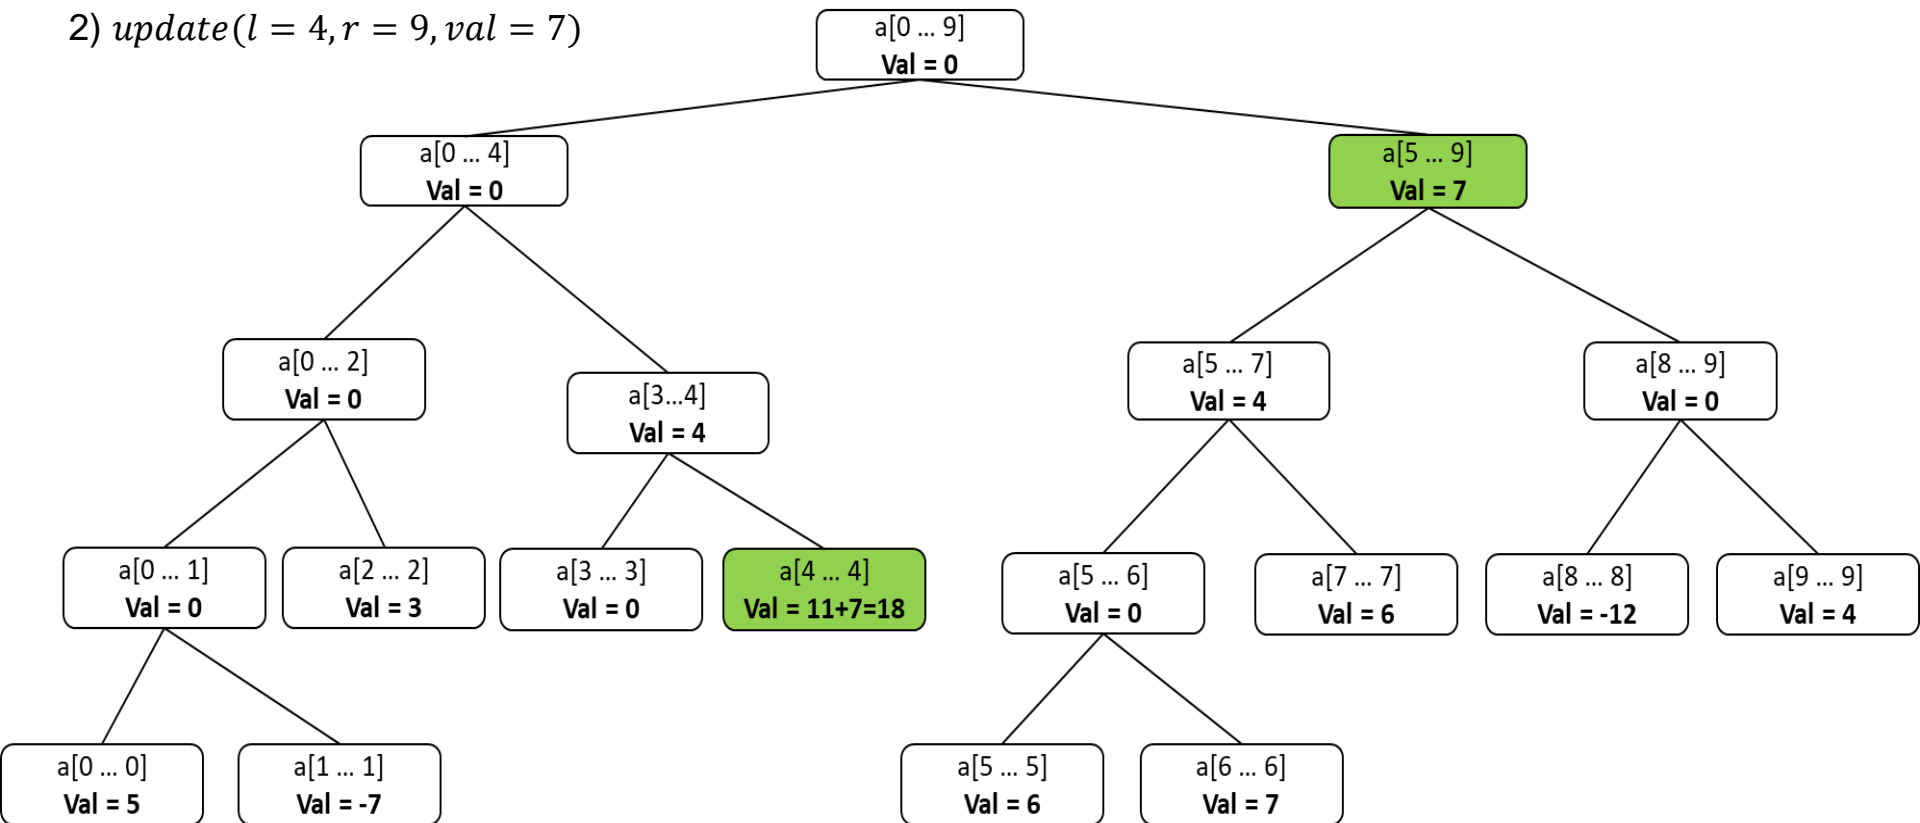 2) update(l = 4, r = 9, val = 7)
a[0 ... 9]
Val = 0
a[0 ... 4]
Val = 0
a[5 ... 9]
Val = 7
a[0 ... 2]
Val = 0
a[3...4]
Val = 4
a[5 ... 7]
Val = 4
a[8 ... 9]
Val = 0
a[0 ... 1]
Val = 0
a[2 ... 2]
Val = 3
a[3 ... 3]
Val = 0
a[4 ... 4]
Val = 11+7=18
a[5 ... 6]
Val = 0
a[7 ... 7]
Val = 6
a[8 ... 8]
Val = -12
a[9 ... 9]
Val = 4
a[0 ... 0]
Val = 5
a[1 ... 1]
Val = -7
a[5 ... 5]
Val = 6
a[6 ... 6]
Val = 7